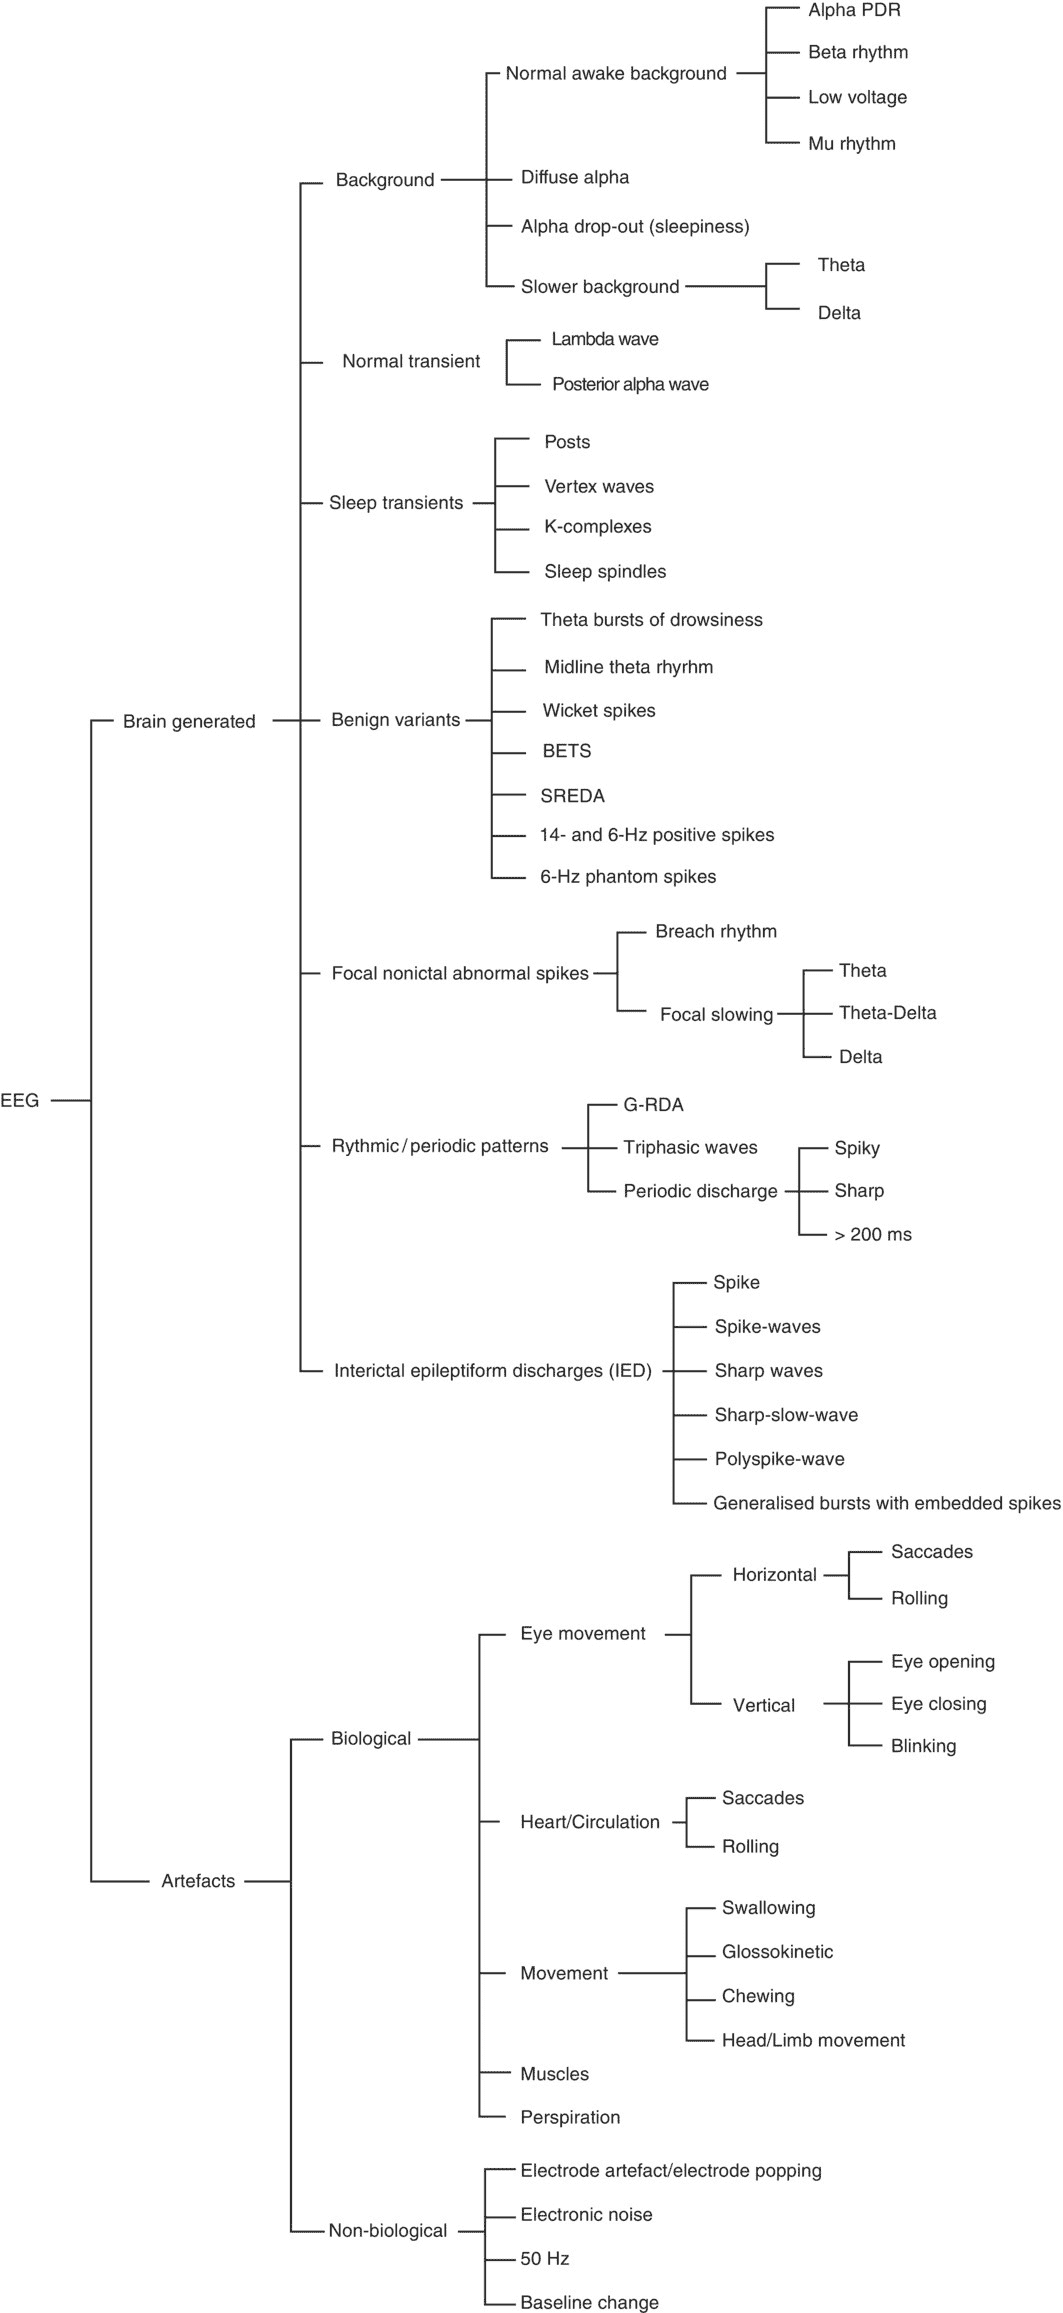 Alpha PDR
Beta rhythm
Normal awake background
Low voltage
Mu rhythm
Background
Diffuse alpha
Alpha drop-out (sleepiness)
Theta
Slower background
Delta
Lambda wave
Normal transient
Posterior alpha wave
Posts
Vertex waves
Sleep transients
K-complexes
Sleep spindles
Theta bursts of drowsiness
Midline theta rhyrhm
Wicket spikes
Brain generated
Benign variants
BETS
SREDA
14- and 6-Hz positive spikes
6-Hz phantom spikes
Breach rhythm
Focal nonictal abnormal spikes
Theta
Focal slowing
Theta-Delta
Delta
EEG
G-RDA
Rythmic/periodic patterns
Triphasic waves
Spiky
Periodic discharge
Sharp
> 200 ms
Spike
Spike-waves
Interictal epileptiform discharges (IED)
Sharp waves
Sharp-slow-wave
Polyspike-wave
Generalised bursts with embedded spikes
Saccades
Horizontal
Rolling
Eye movement
Eye opening
Vertical
Eye closing
Blinking
Biological
Saccades
Heart/Circulation
Rolling
Artefacts
Swallowing
Glossokinetic
Movement
Chewing
Head/Limb movement
Muscles
Perspiration
Electrode artefact/electrode popping
Electronic noise
Non-biological
50 Hz
Baseline change